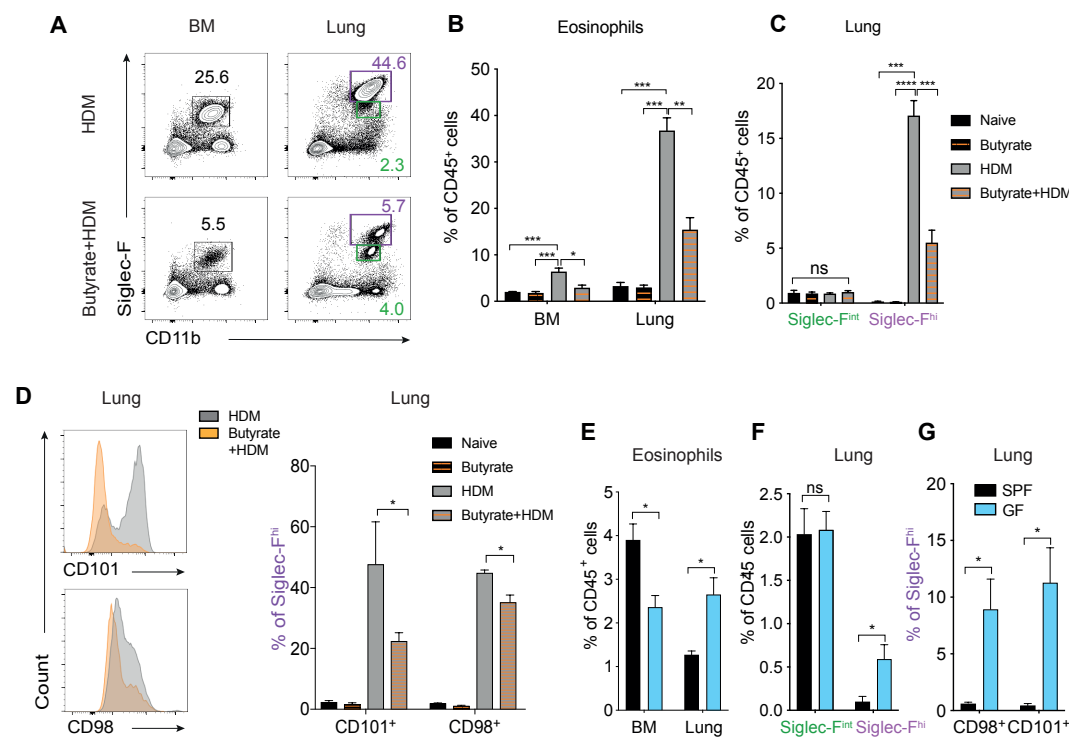 A
BM
Lung
HDM
25.6
44.6
2.3
Butyrate+HDM
5.5
5.7
4.0
Siglec-F
CD11b
B
Eosinophils
% of CD45+ cells
50
40
30
20
10
0
***
***
*
***
***
**
BM
Lung
C
Lung
% of CD45+ cells
20
15
10
5
0
ns
***
****
***
Siglec-Fint
Siglec-Fhi
Naive
Butyrate
HDM
Butyrate+HDM
D
Lung
HDM
Butyrate
+HDM
Count
CD101
CD98
Lung
% of Siglec-Fhi
80
60
40
20
0
*
*
CD101+
CD98+
Naive
Butyrate
HDM
Butyrate+HDM
E
Eosinophils
% of CD45+ cells
5
4
3
2
1
0
*
*
BM
Lung
F
Lung
% of CD45 cells
2.5
2.0
1.5
1.0
0.5
0.0
ns
*
Siglec-Fint
Siglec-Fhi
G
Lung
% of Siglec-Fhi
20
15
10
5
0
SPF
GF
*
*
CD98+
CD101+